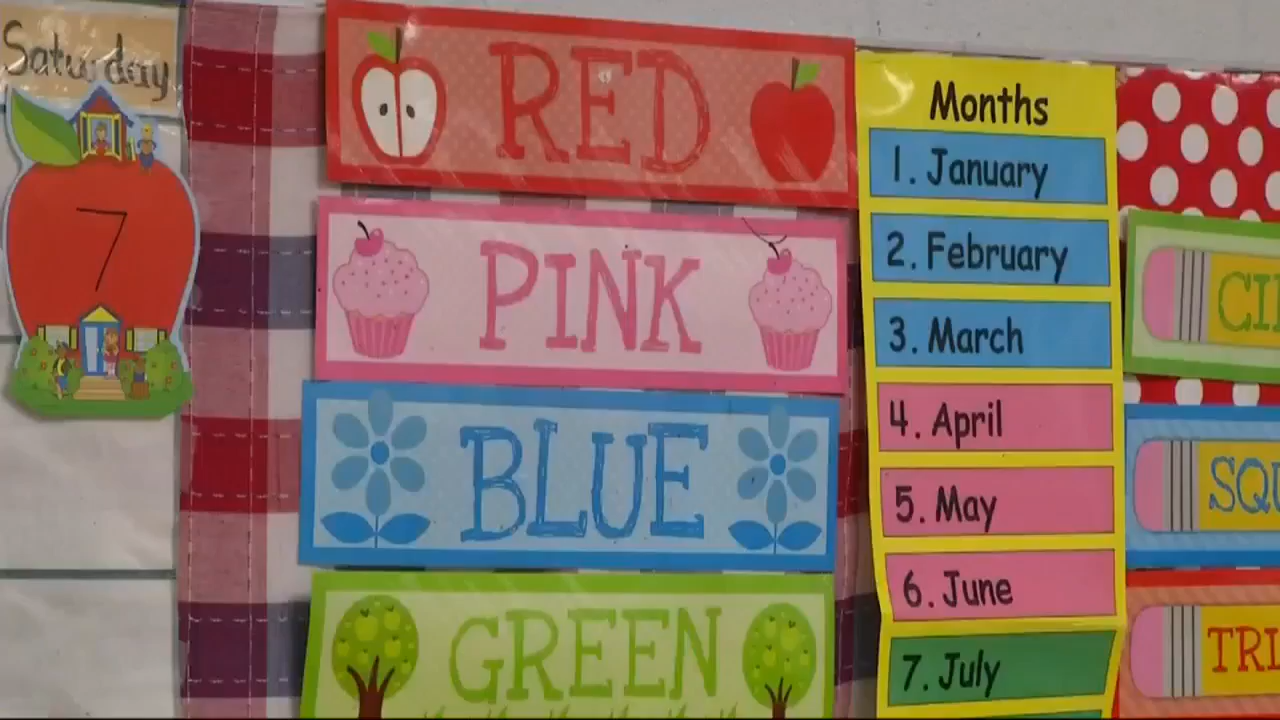 Saturday
7
RED
PINK
BLUE
GREEN
Months
1. January
2. February
3. March
4. April
5. May
6. June
7. July